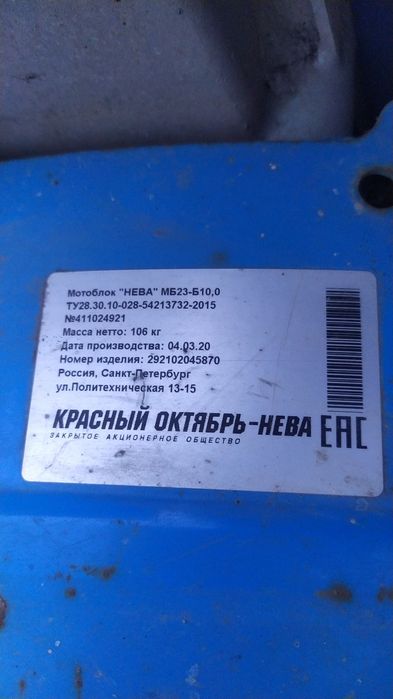 Мотоблок "НЕВА" МБ23-Б10,0
ТУ28.30.10-028-54213732-2015
№411024921
Масса нетто: 106 кг
Дата производства: 04.03.20
Номер изделия: 292102045870
Россия, Санкт-Петербург
ул.Политехническая 13-15
КРАСНЫЙ ОКТЯБРЬ-НЕВА EAC
ЗАКРЫТОЕ АКЦИОНЕРНОЕ ОБЩЕСТВО